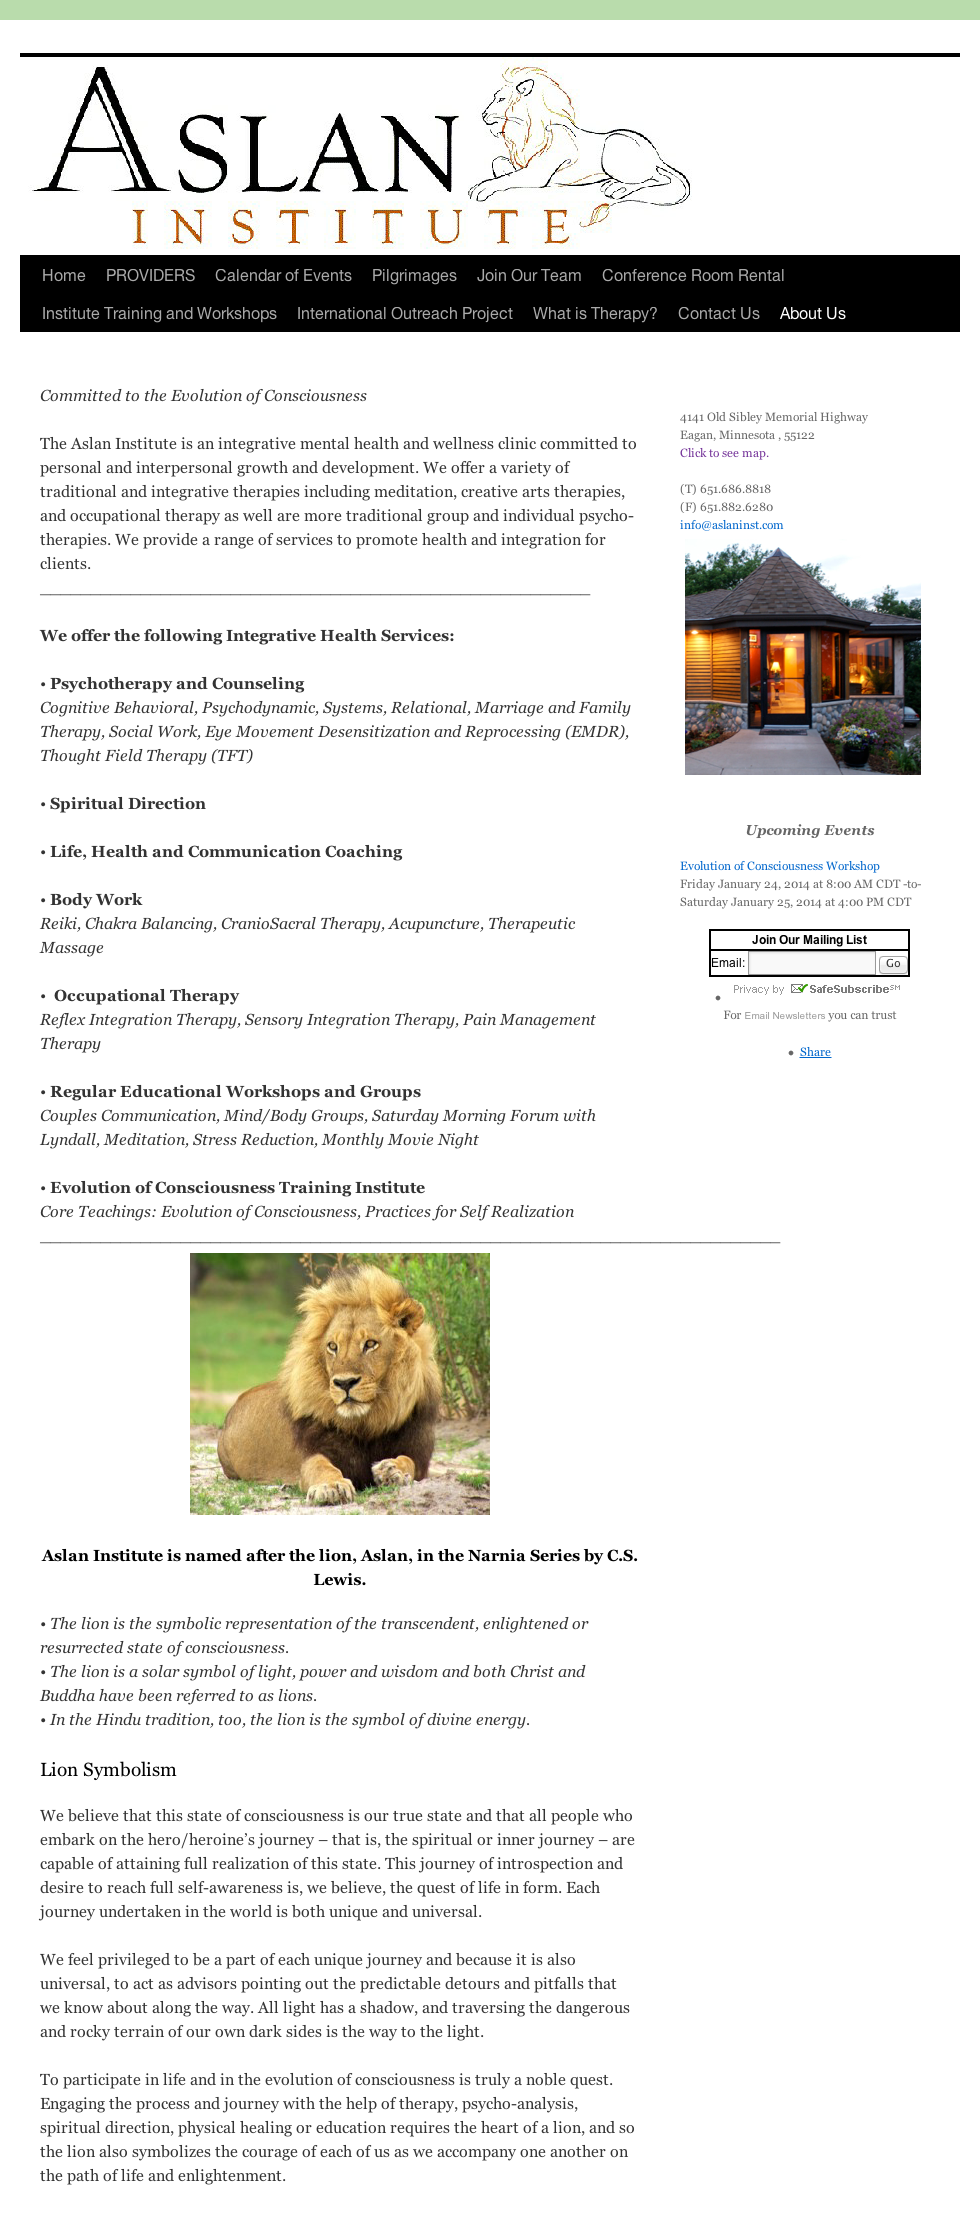 ASLAN
INSTITUTE
Home PROVIDERS Calendar of Events Pilgrimages Join Our Team Conference Room Rental
Institute Training and Workshops International Outreach Project What is Therapy? Contact Us About Us
Committed to the Evolution of Consciousness
The Aslan Institute is an integrative mental health and wellness clinic committed to
personal and interpersonal growth and development. We offer a variety of
traditional and integrative therapies including meditation, creative arts therapies,
and occupational therapy as well are more traditional group and individual psycho-
therapies. We provide a range of services to promote health and integration for
clients.
We offer the following Integrative Health Services:
• Psychotherapy and Counseling
Cognitive Behavioral, Psychodynamic, Systems, Relational, Marriage and Family
Therapy, Social Work, Eye Movement Desensitization and Reprocessing (EMDR),
Thought Field Therapy (TFT)
• Spiritual Direction
• Life, Health and Communication Coaching
• Body Work
Reiki, Chakra Balancing, CranioSacral Therapy, Acupuncture, Therapeutic
Massage
• Occupational Therapy
Reflex Integration Therapy, Sensory Integration Therapy, Pain Management
Therapy
• Regular Educational Workshops and Groups
Couples Communication, Mind/Body Groups, Saturday Morning Forum with
Lyndall, Meditation, Stress Reduction, Monthly Movie Night
• Evolution of Consciousness Training Institute
Core Teachings: Evolution of Consciousness, Practices for Self Realization
Aslan Institute is named after the lion, Aslan, in the Narnia Series by C.S.
Lewis.
• The lion is the symbolic representation of the transcendent, enlightened or
resurrected state of consciousness.
• The lion is a solar symbol of light, power and wisdom and both Christ and
Buddha have been referred to as lions.
• In the Hindu tradition, too, the lion is the symbol of divine energy.
Lion Symbolism
We believe that this state of consciousness is our true state and that all people who
embark on the hero/heroine’s journey – that is, the spiritual or inner journey – are
capable of attaining full realization of this state. This journey of introspection and
desire to reach full self-awareness is, we believe, the quest of life in form. Each
journey undertaken in the world is both unique and universal.
We feel privileged to be a part of each unique journey and because it is also
universal, to act as advisors pointing out the predictable detours and pitfalls that
we know about along the way. All light has a shadow, and traversing the dangerous
and rocky terrain of our own dark sides is the way to the light.
To participate in life and in the evolution of consciousness is truly a noble quest.
Engaging the process and journey with the help of therapy, psycho-analysis,
spiritual direction, physical healing or education requires the heart of a lion, and so
the lion also symbolizes the courage of each of us as we accompany one another on
the path of life and enlightenment.
4141 Old Sibley Memorial Highway
Eagan, Minnesota , 55122
Click to see map.
(T) 651.686.8818
(F) 651.882.6280
info@aslaninst.com
Upcoming Events
Evolution of Consciousness Workshop
Friday January 24, 2014 at 8:00 AM CDT -to-
Saturday January 25, 2014 at 4:00 PM CDT
Join Our Mailing List
Email: Go
Privacy by SafeSubscribe℠
For Email Newsletters you can trust
• Share